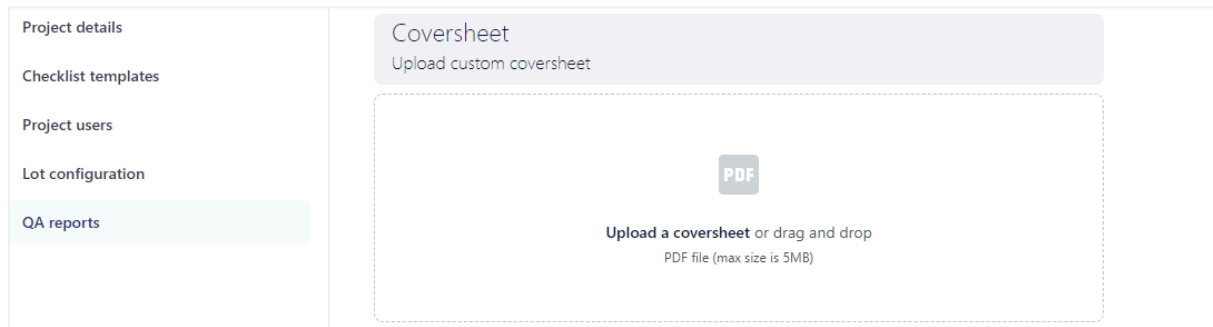 Project details
Checklist templates
Project users
Lot configuration
QA reports
Coversheet
Upload custom coversheet
PDF
Upload a coversheet or drag and drop
PDF file (max size is 5MB)